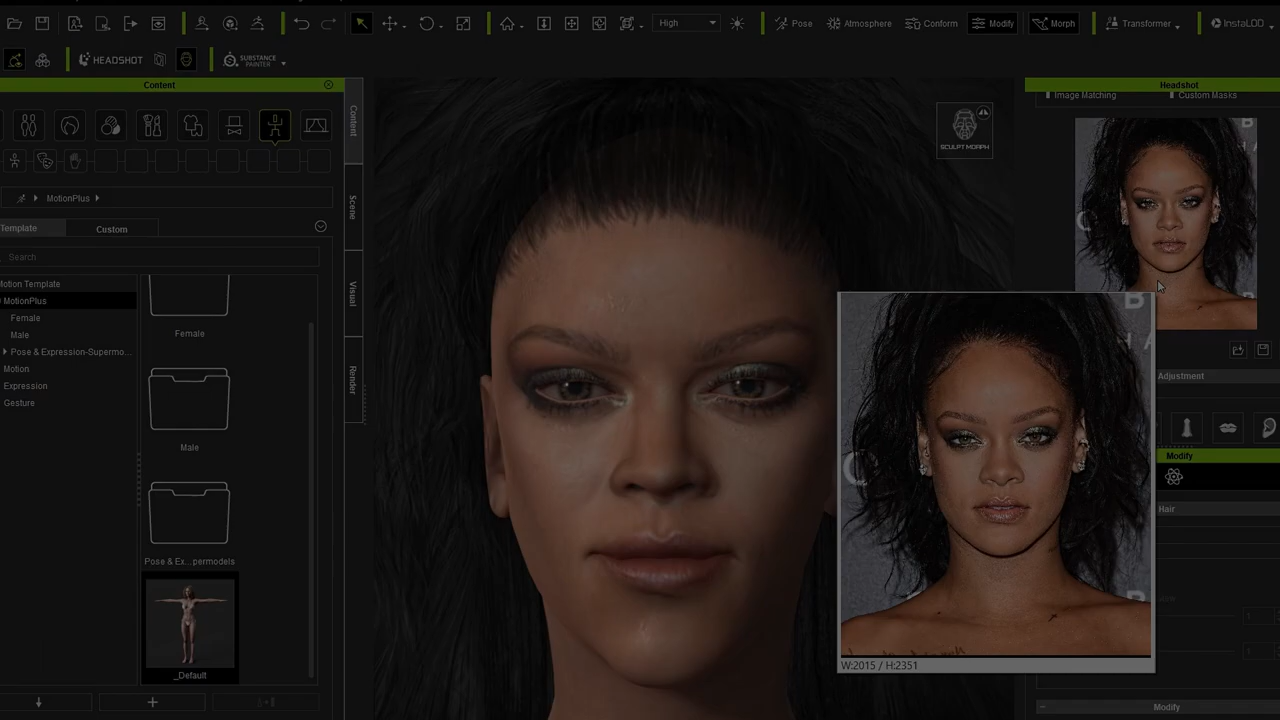 High
Pose
Atmosphere
Conform
Modify
Morph
Transformer
InstaLOD
HEADSHOT
SUBSTANCE
PAINTER
Content
Headshot
Content
Scene
Visual
Render
SCULPT MORPH
Image Matching
Custom Masks
MotionPlus
Template
Custom
Search
Motion Template
MotionPlus
Female
Male
Pose & Expression-Supermo...
Motion
Expression
Gesture
Female
Male
Pose & Ex...permodels
_Default
W:2015 / H:2351
Adjustment
Modify
Hair
1
1
Modify